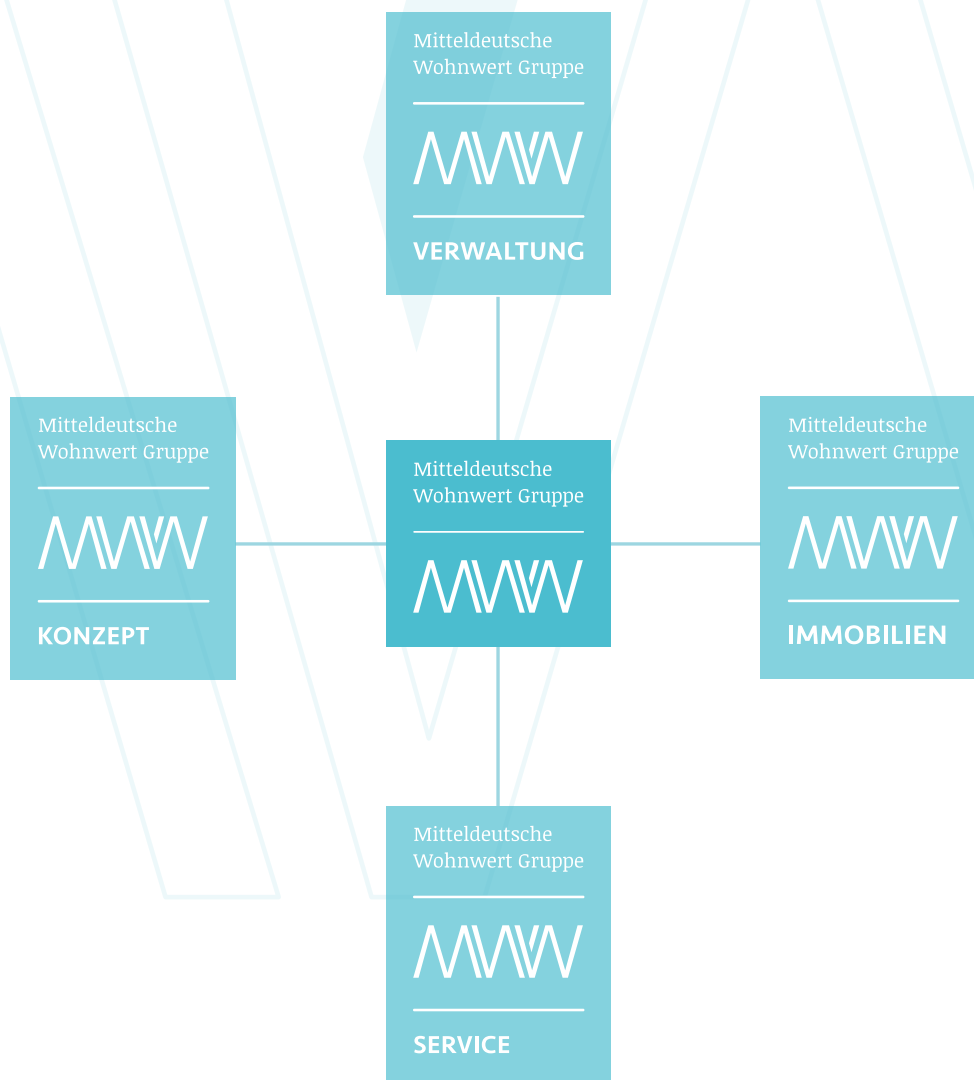 Mitteldeutsche
Wohnwert Gruppe
MWW
VERWALTUNG
Mitteldeutsche
Wohnwert Gruppe
MWW
KONZEPT
Mitteldeutsche
Wohnwert Gruppe
MWW
Mitteldeutsche
Wohnwert Gruppe
MWW
IMMOBILIEN
Mitteldeutsche
Wohnwert Gruppe
MWW
SERVICE